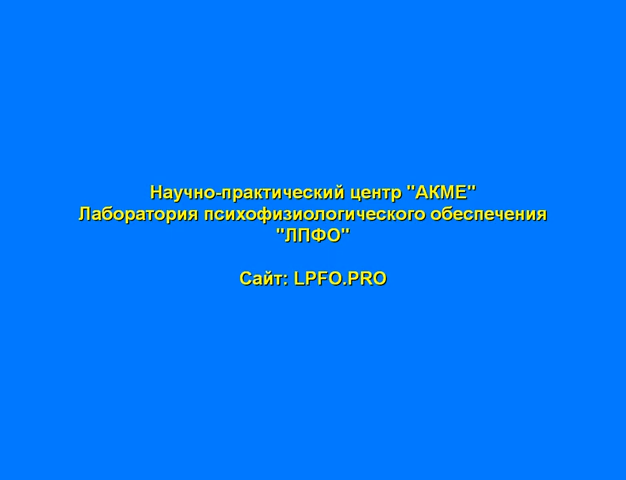 Научно-практический центр "АКМЕ"
Лаборатория психофизиологического обеспечения
"ЛПФО"
Сайт: LPFO.PRO